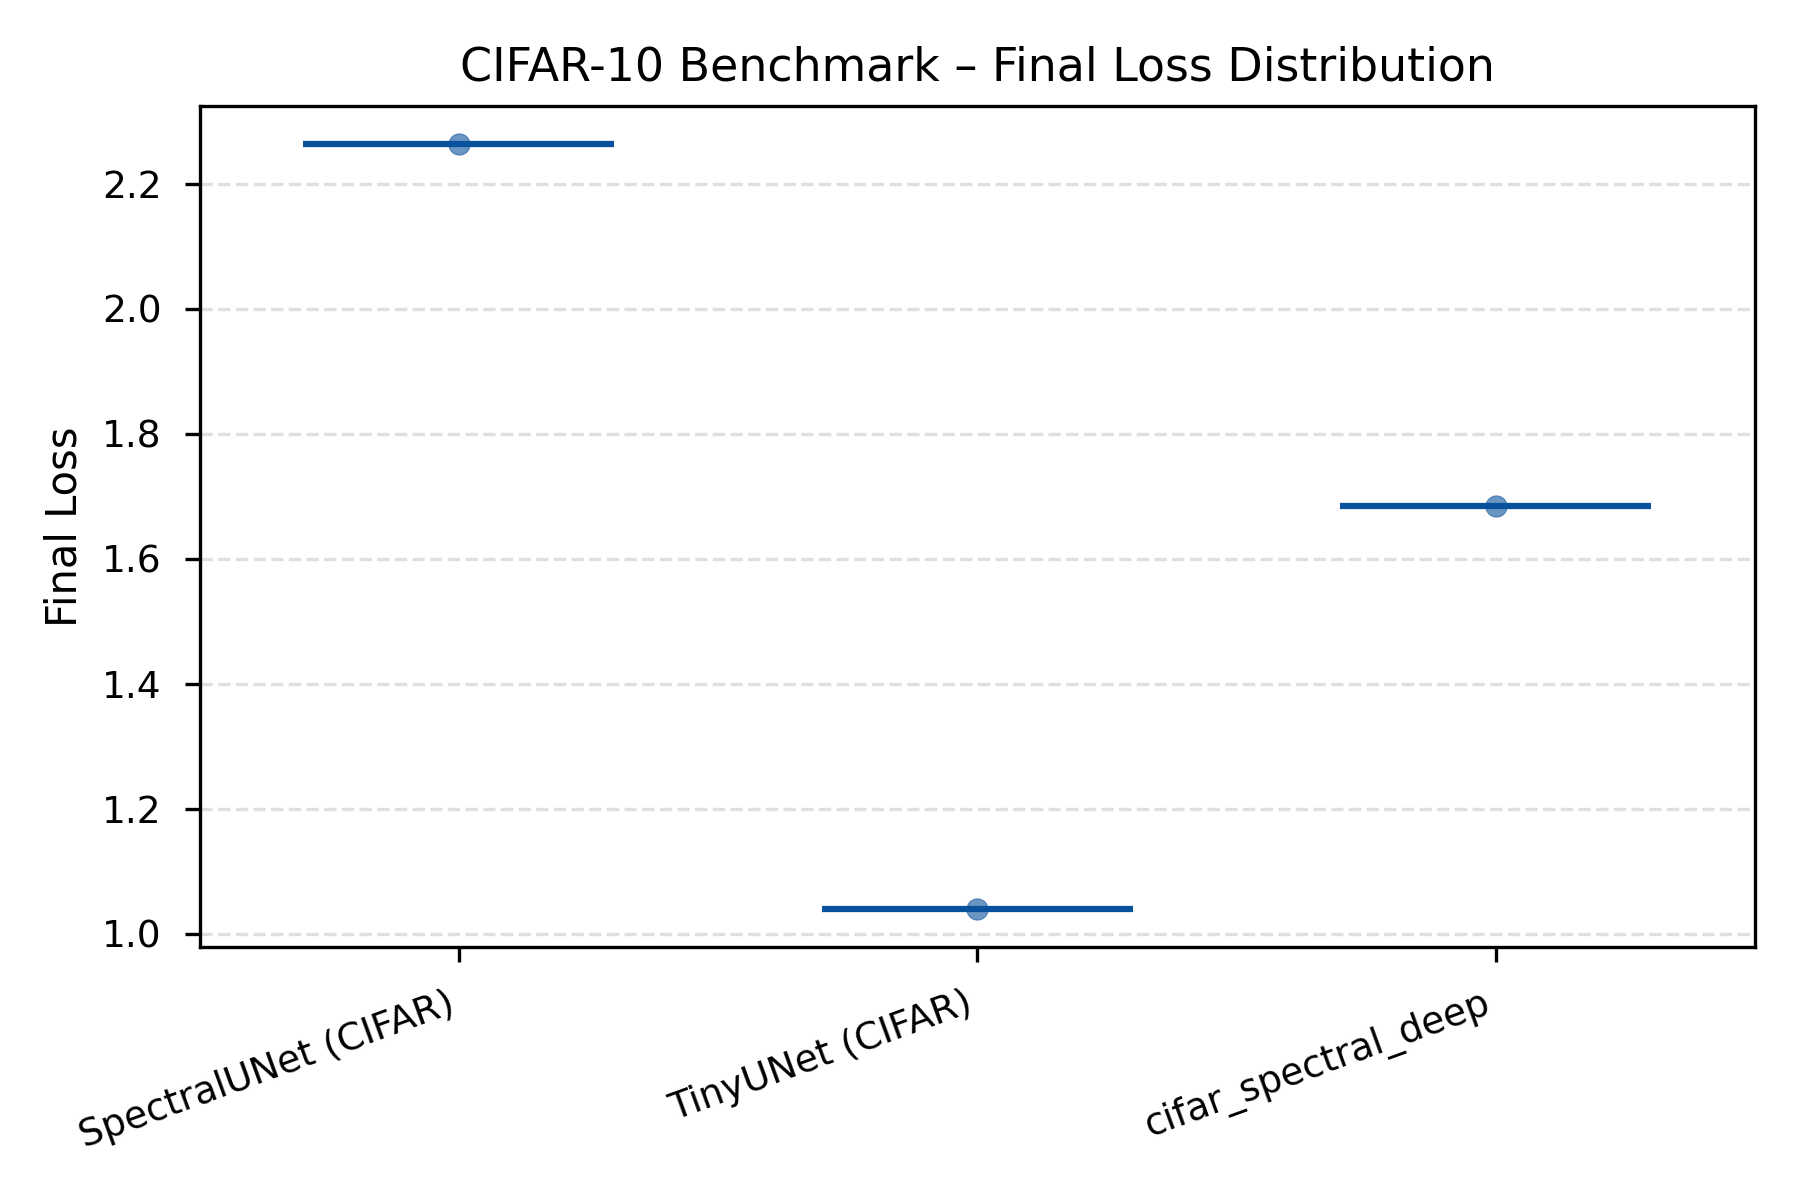 CIFAR-10 Benchmark – Final Loss Distribution
Final Loss
2.2
2.0
1.8
1.6
1.4
1.2
1.0
SpectralUNet (CIFAR)
TinyUNet (CIFAR)
cifar_spectral_deep